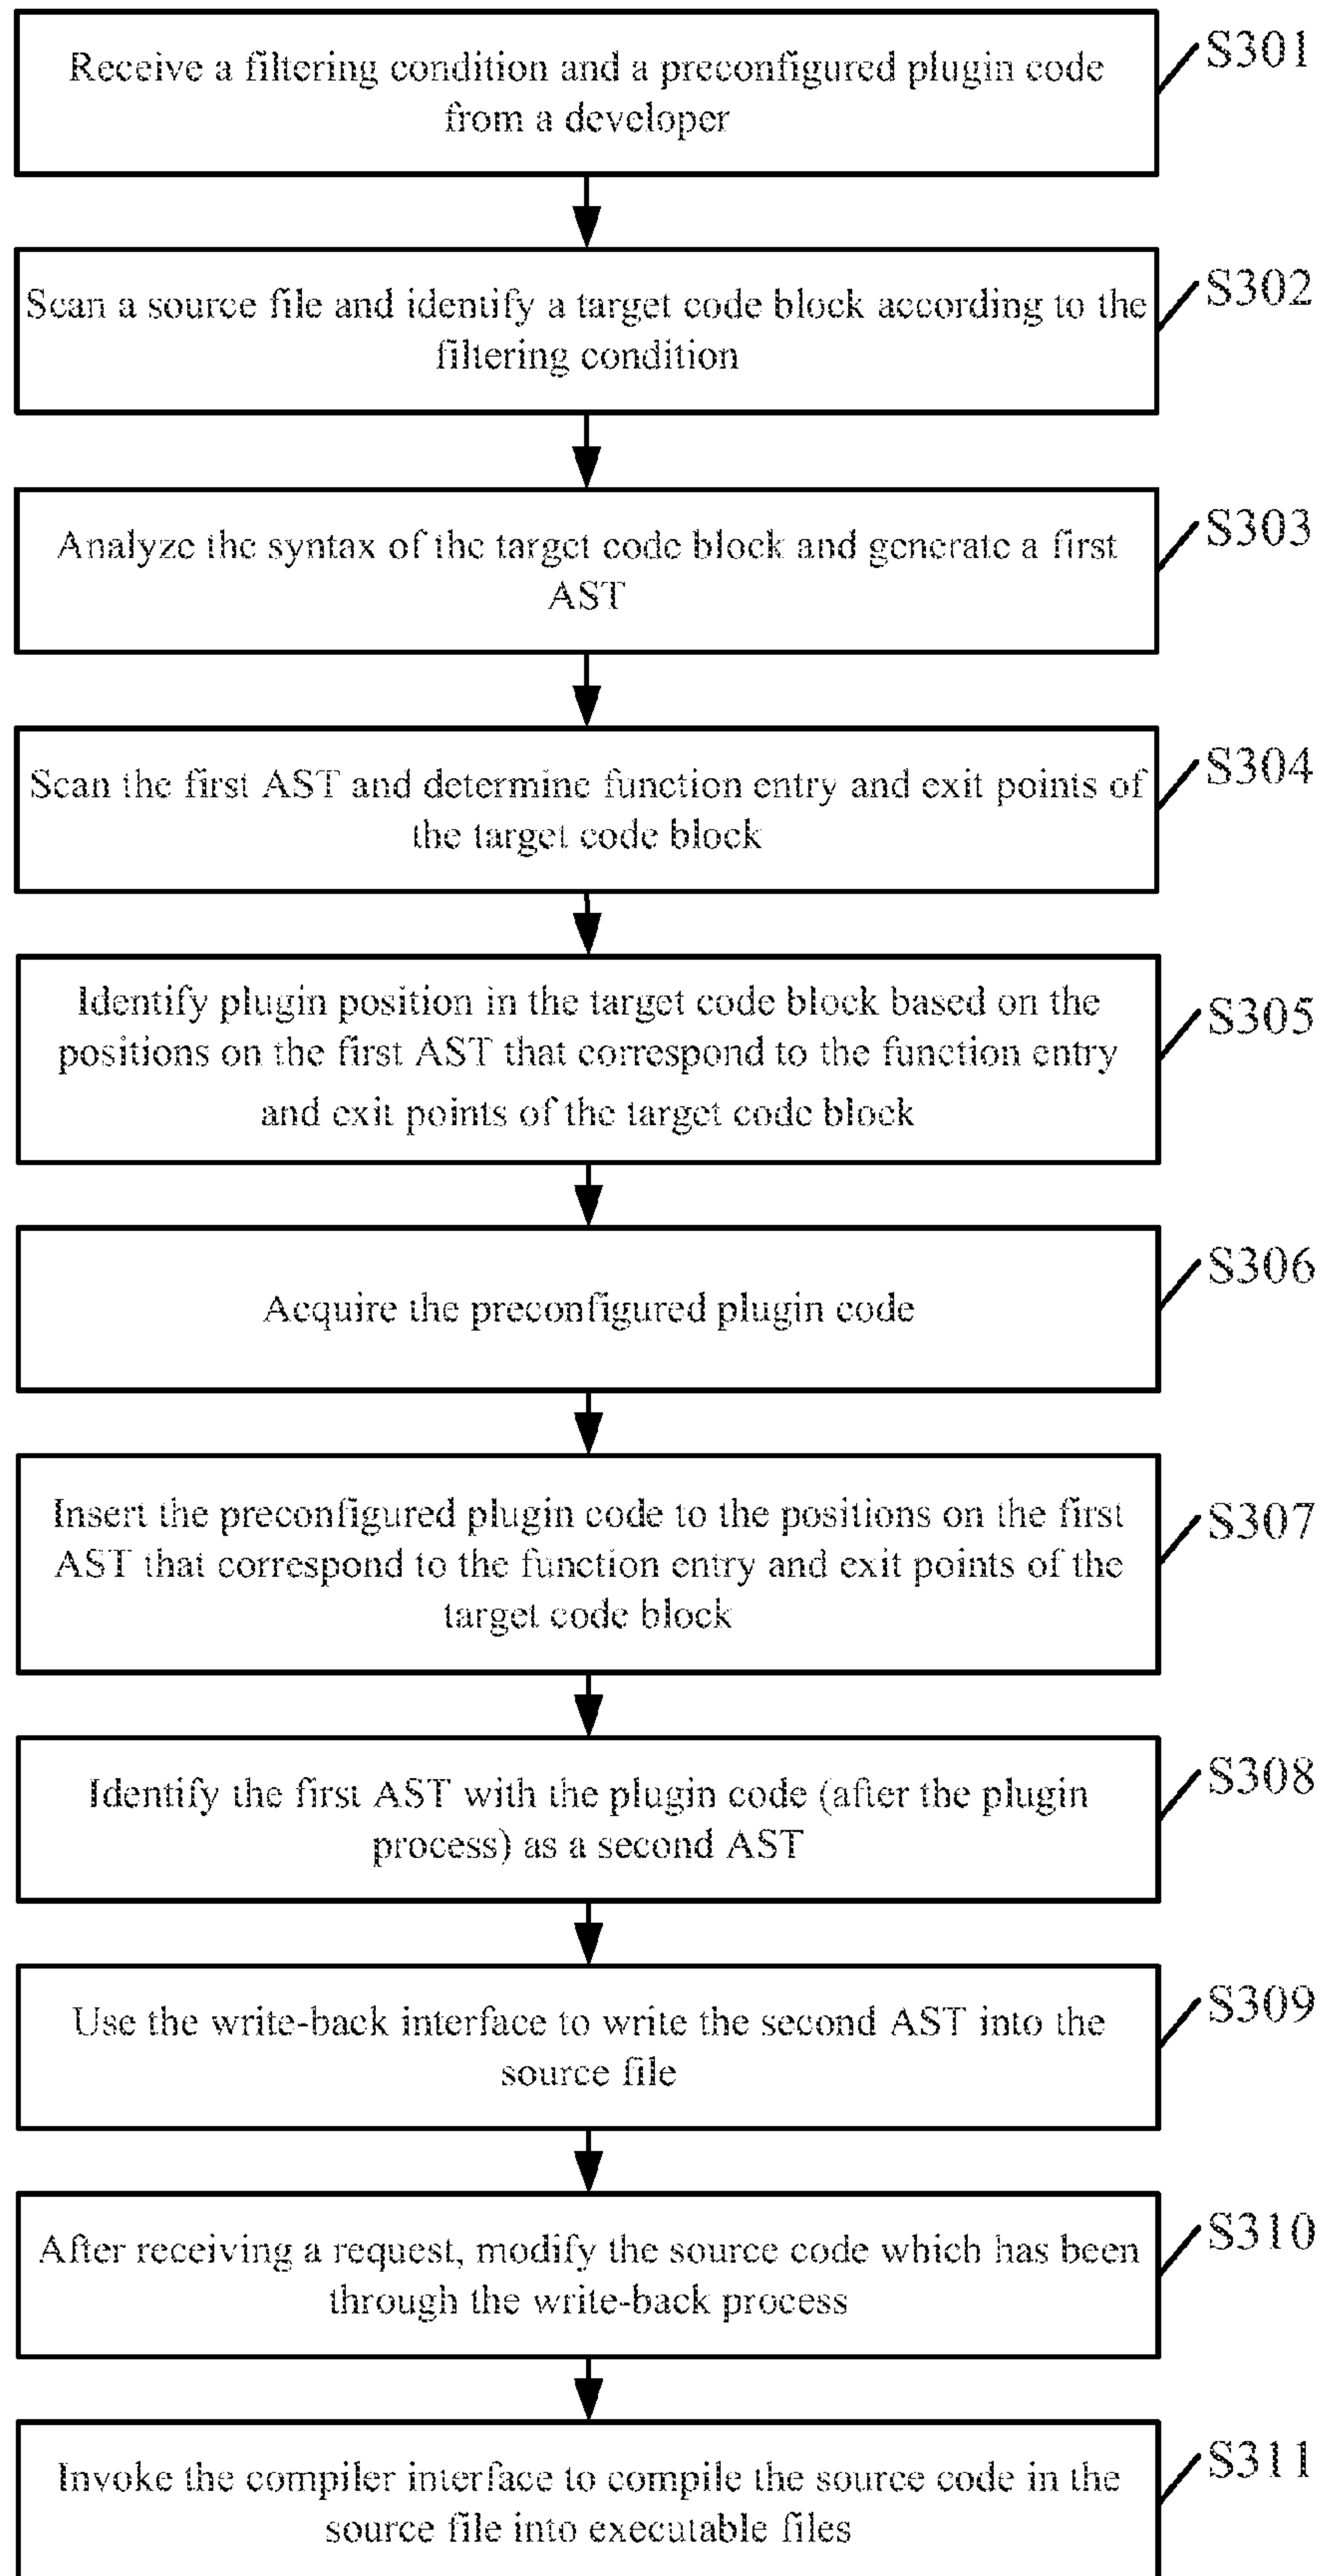 Receive a filtering condition and a preconfigured plugin code
from a developer
S301
Scan a source file and identify a target code block according to the
filtering condition
S302
Analyze the syntax of the target code block and generate a first
AST
S303
Scan the first AST and determine function entry and exit points of
the target code block
S304
Identify plugin position in the target code block based on the
positions on the first AST that correspond to the function entry
and exit points of the target code block
S305
Acquire the preconfigured plugin code
S306
Insert the preconfigured plugin code to the positions on the first
AST that correspond to the function entry and exit points of the
target code block
S307
Identify the first AST with the plugin code (after the plugin
process) as a second AST
S308
Use the write-back interface to write the second AST into the
source file
S309
After receiving a request, modify the source code which has been
through the write-back process
S310
Invoke the compiler interface to compile the source code in the
source file into executable files
S311